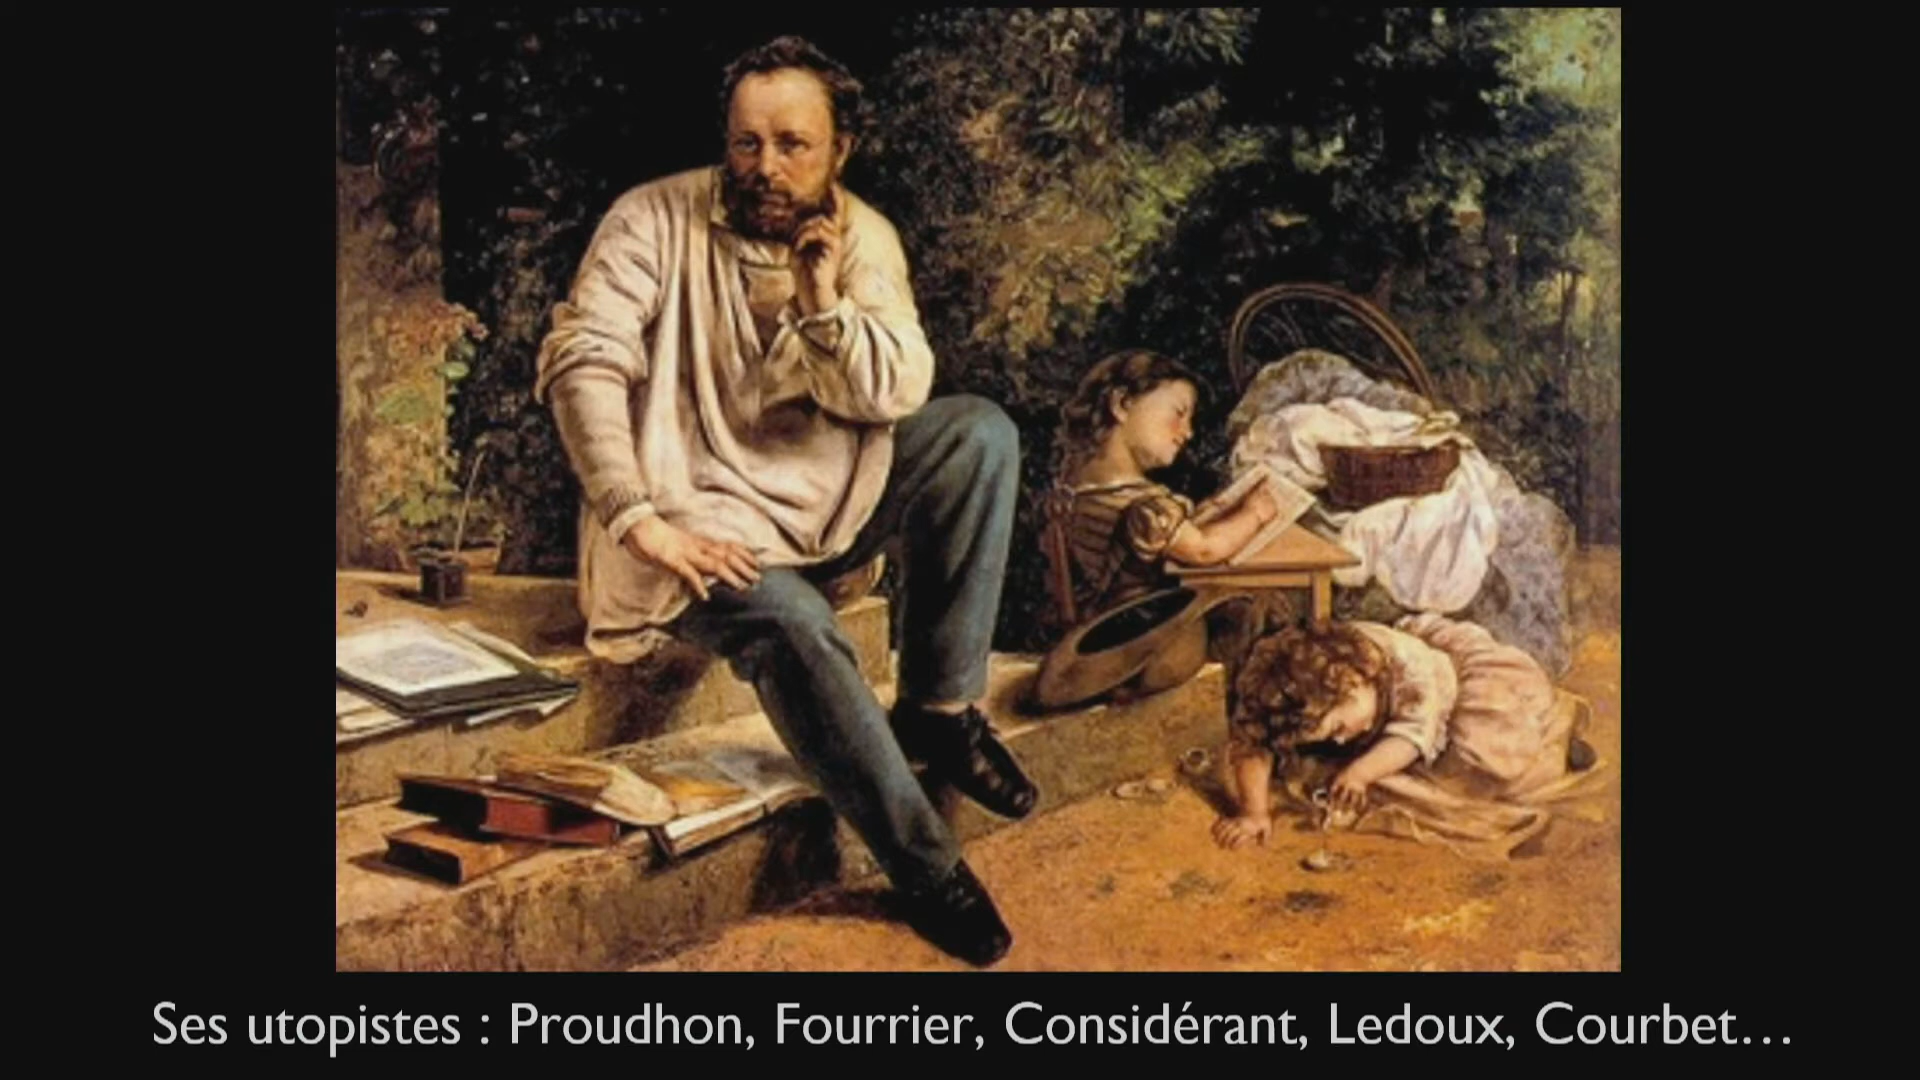 Ses utopistes : Proudhon, Fourrier, Considérant, Ledoux, Courbet…